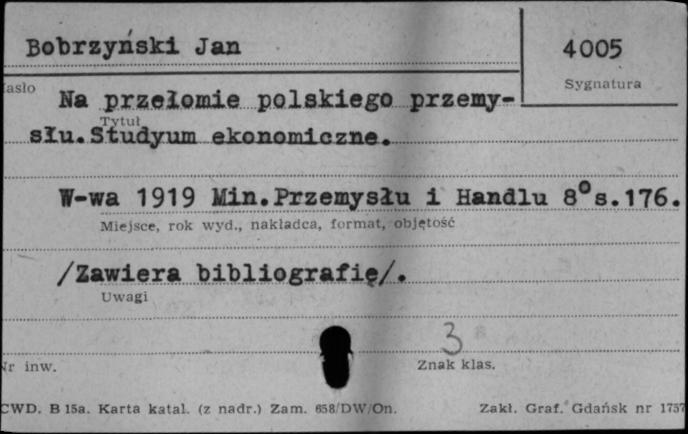 Bobrzyński Jan
4005
Sygnatura
Na przełomie polskiego przemy-
Tytuł
słu.Studyum ekonomiczne.
W-wa 1919 Min.Przemysłu i Handlu 8°s.176.
Miejsce, rok wyd., nakładca, format, objętość
/Zawiera bibliografię/.
Uwagi
3
inw.
Znak klas.
CWD. B 15a. Karta katal. (z nadr.) Zam. 658/DW/On.
Zakł. Graf. Gdańsk nr 1757